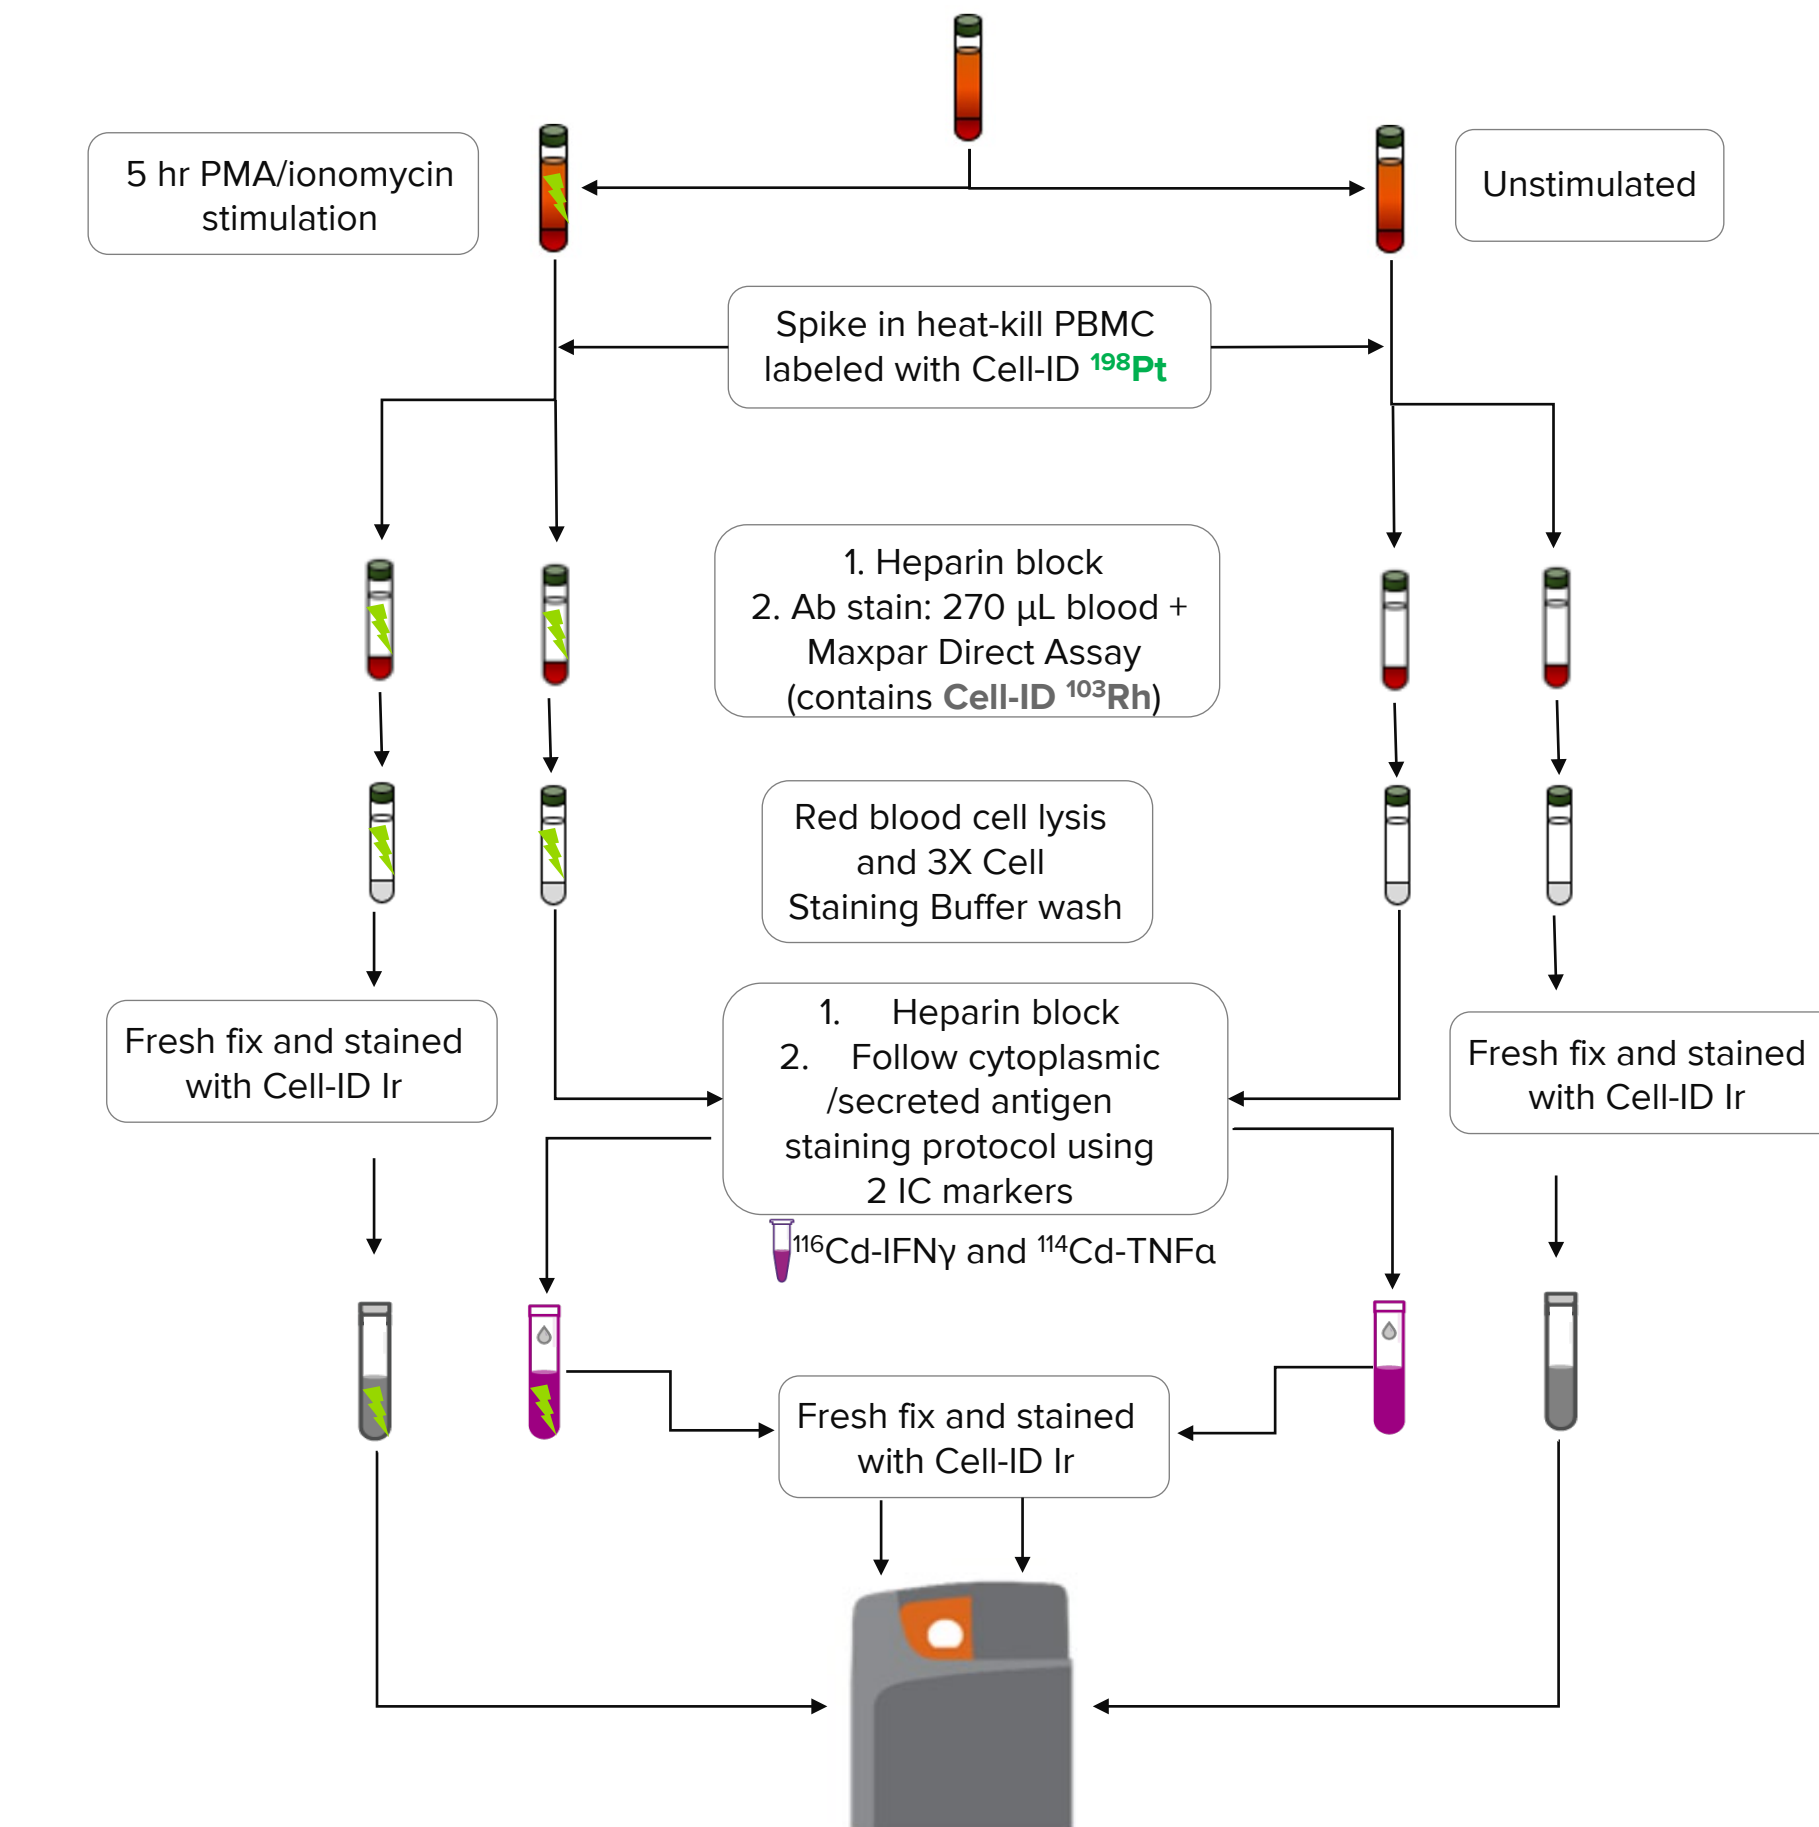 5 hr PMA/ionomycin
stimulation
Unstimulated
Spike in heat-kill PBMC
labeled with Cell-ID ¹⁹⁸Pt
1. Heparin block
2. Ab stain: 270 µL blood +
Maxpar Direct Assay
(contains Cell-ID ¹⁰³Rh)
Red blood cell lysis
and 3X Cell
Staining Buffer wash
Fresh fix and stained
with Cell-ID Ir
1. Heparin block
2. Follow cytoplasmic
/secreted antigen
staining protocol using
2 IC markers
¹¹⁶Cd-IFNγ and ¹¹⁴Cd-TNFα
Fresh fix and stained
with Cell-ID Ir
Fresh fix and stained
with Cell-ID Ir